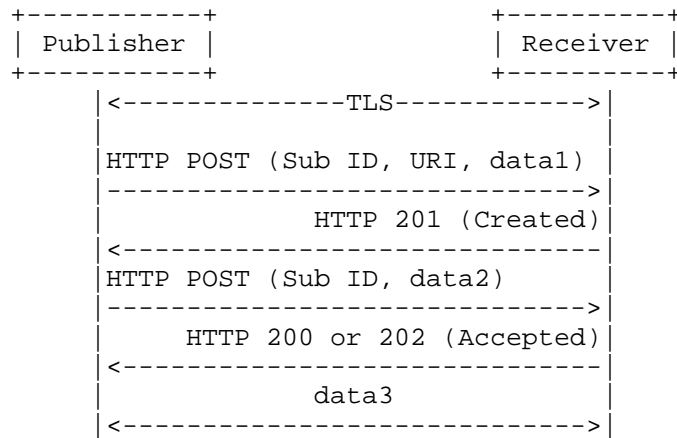 Publisher Receiver
TLS
HTTP POST (Sub ID, URI, data1)
HTTP 201 (Created)
HTTP POST (Sub ID, data2)
HTTP 200 or 202 (Accepted)
data3